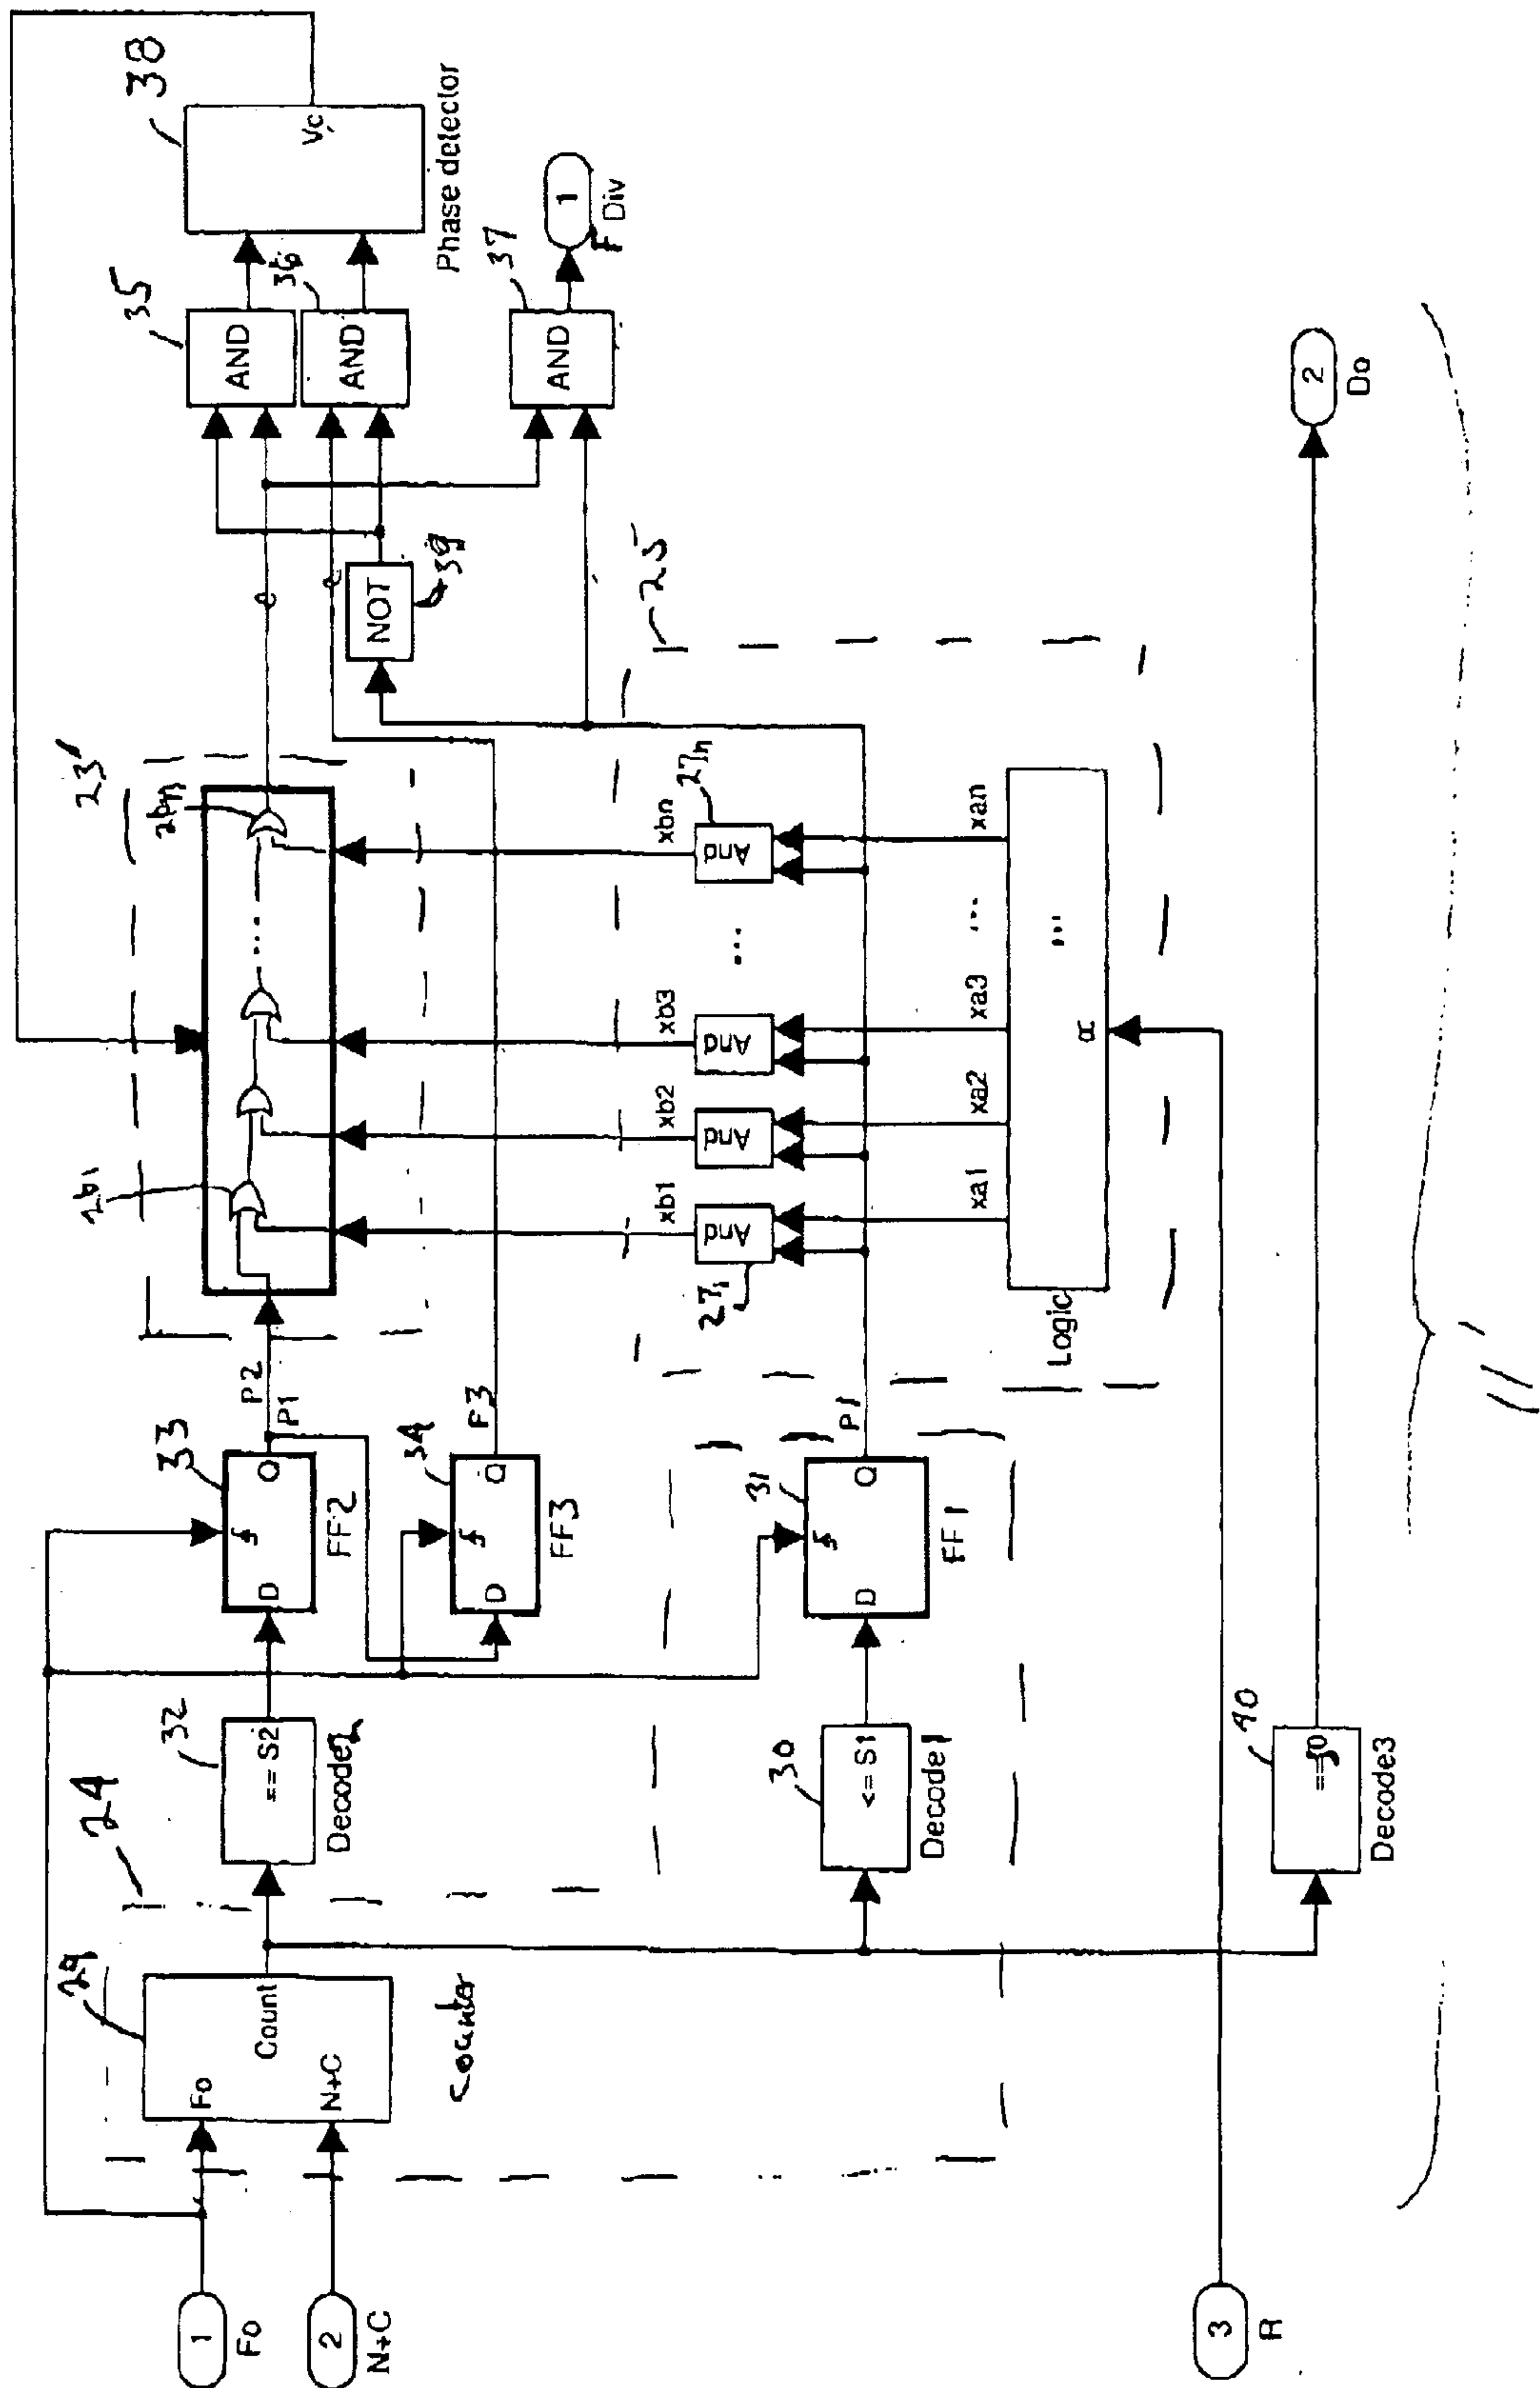 1
Fo
2
N+C
3
R
29
Fo
Count
N+C
Counter
24
32
== S2
Decode2
30
<= S1
Decode1
40
Decode3
33
D
Q
FF2
P2
P1
34
D
Q
FF3
F3
31
D
Q
FF1
P1
23'
261
26n
xb1
xb2
xb3
xbn
271
And
And
And
...
And
27n
xa1
xa2
xa3
...
xan
Logic
R
...
25
NOT
39
35
AND
36
AND
37
AND
38
Vc
Phase detector
1
F Div
2
Do
11'